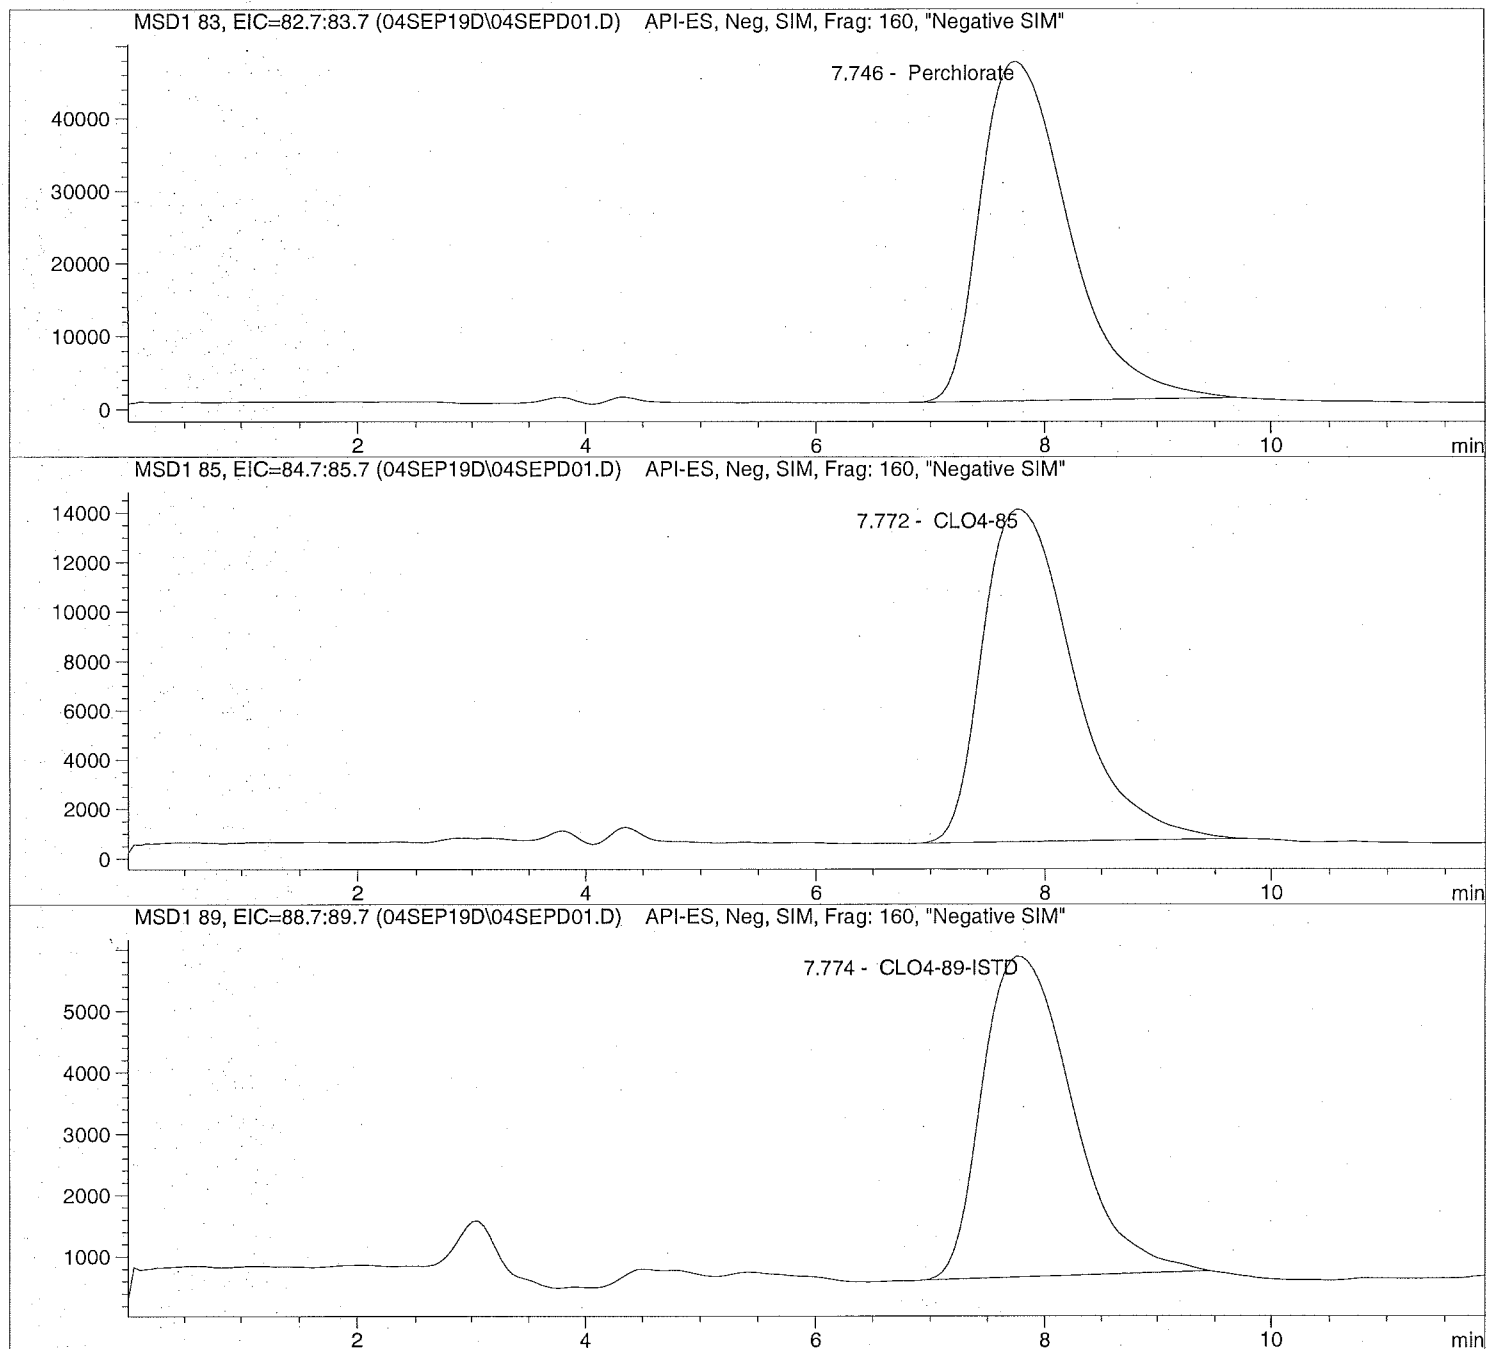 MSD1 83, EIC=82.7:83.7 (04SEP19D\04SEPD01.D) API-ES, Neg, SIM, Frag: 160, "Negative SIM"
7.746 - Perchlorate
40000
30000
20000
10000
0
2 4 6 8 10 min
MSD1 85, EIC=84.7:85.7 (04SEP19D\04SEPD01.D) API-ES, Neg, SIM, Frag: 160, "Negative SIM"
14000
7.772 - CLO4-85
12000
10000
8000
6000
4000
2000
0
2 4 6 8 10 min
MSD1 89, EIC=88.7:89.7 (04SEP19D\04SEPD01.D) API-ES, Neg, SIM, Frag: 160, "Negative SIM"
7.774 - CLO4-89-ISTD
5000
4000
3000
2000
1000
2 4 6 8 10 min